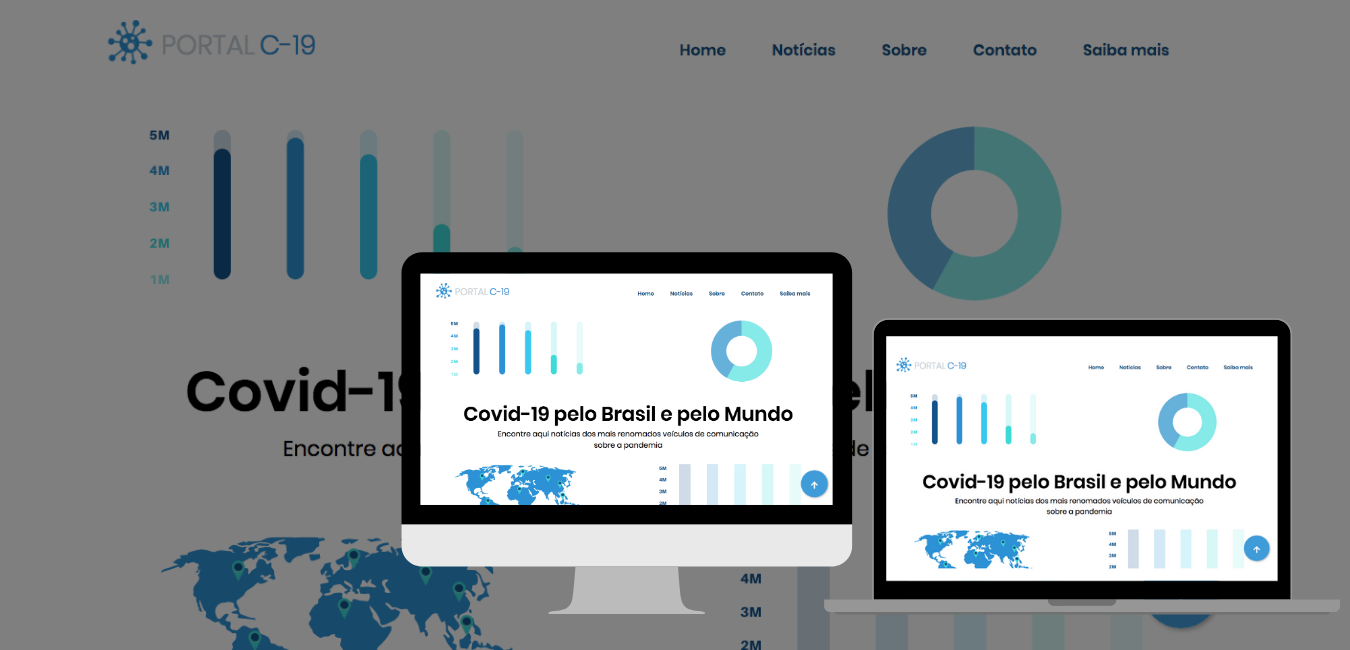 PORTAL C-19
Home Notícias Sobre Contato Saiba mais
5M
4M
3M
2M
1M
Covid-19
Encontre
4M
3M
2M
PORTAL C-19
Home Notícias Sobre Contato Saiba mais
5M
4M
3M
2M
1M
Covid-19 pelo Brasil e pelo Mundo
Encontre aqui notícias dos mais renomados veículos de comunicação
sobre a pandemia
5M
4M
3M
2M
PORTAL C-19
Home Notícias Sobre Contato Saiba mais
5M
4M
3M
2M
1M
Covid-19 pelo Brasil e pelo Mundo
Encontre aqui notícias dos mais renomados veículos de comunicação
sobre a pandemia
5M
4M
3M
2M